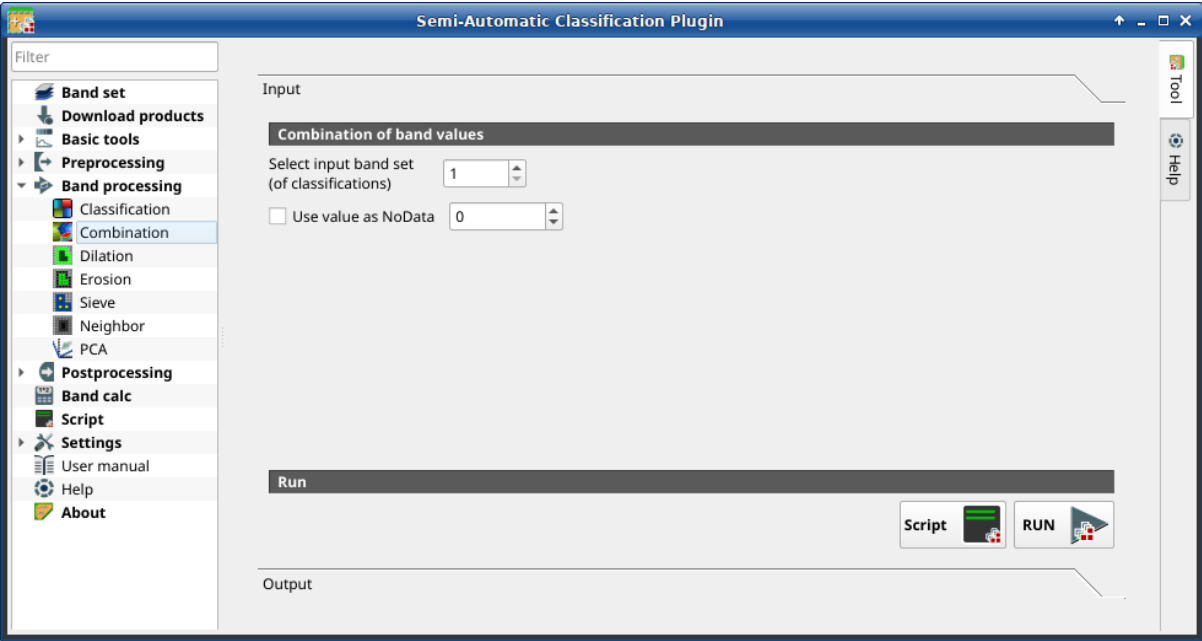 Semi-Automatic Classification Plugin
Filter
Band set
Download products
Basic tools
Preprocessing
Band processing
Classification
Combination
Dilation
Erosion
Sieve
Neighbor
PCA
Postprocessing
Band calc
Script
Settings
User manual
Help
About
Input
Combination of band values
Select input band set
(of classifications)
1
Use value as NoData
0
Run
Script
RUN
Output
Tool
Help